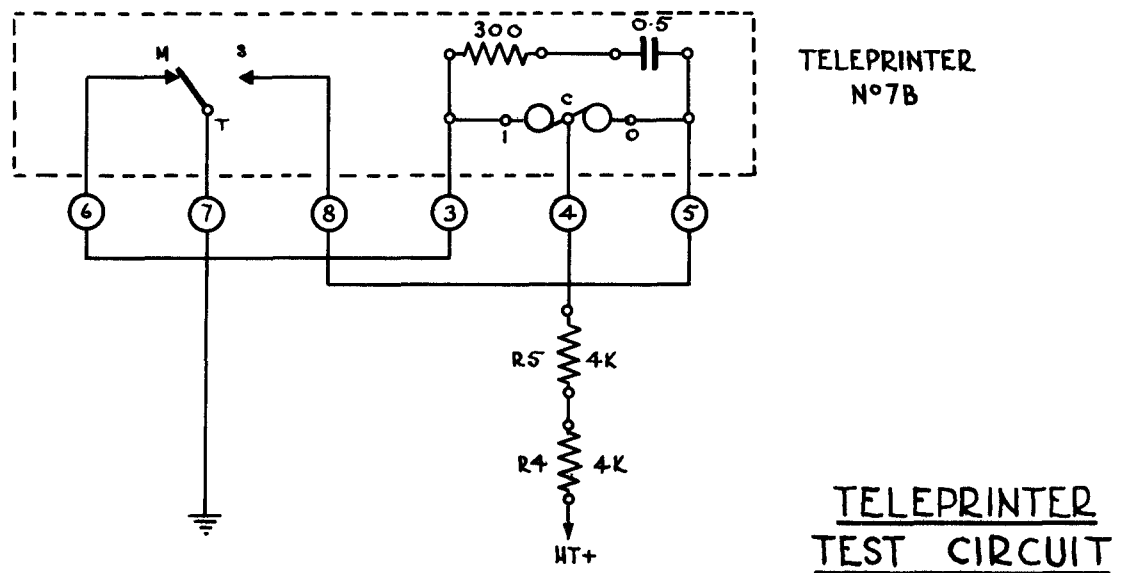 300
0.5
M
S
T
C
I
O
TELEPRINTER
Nº7B
6
7
8
3
4
5
R5 4K
R4 4K
HT+
TELEPRINTER
TEST CIRCUIT